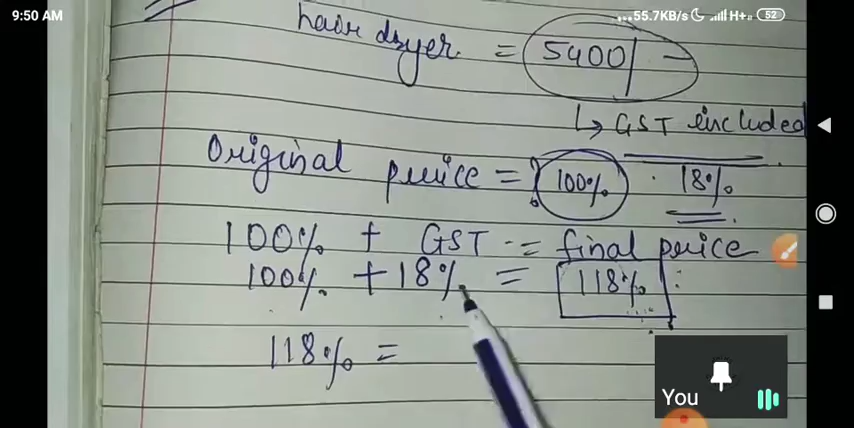 9:50 AM
...55.7KB/s H+ 52
hair dryer = 5400/-
↳ GST included
Original price = 100% 18%
100% + GST = final price
100% + 18% = 118%
118% =
You